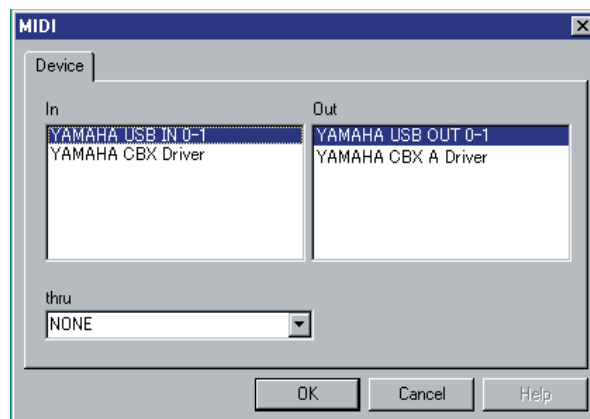 MIDI
Device
In
Out
YAMAHA USB IN 0-1
YAMAHA CBX Driver
YAMAHA USB OUT 0-1
YAMAHA CBX A Driver
thru
NONE
OK
Cancel
Help